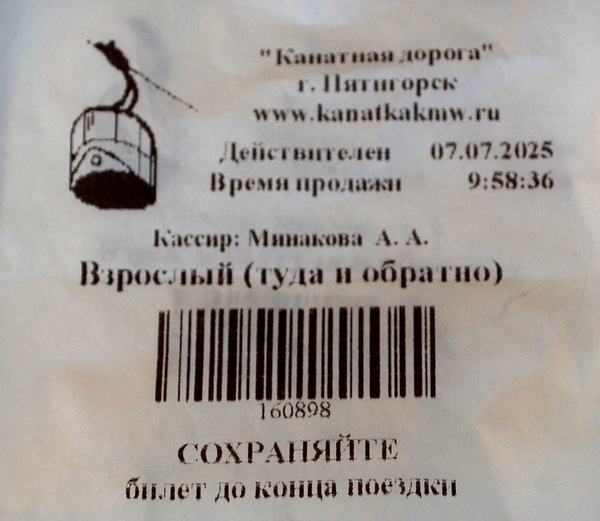 "Канатная дорога"
г. Пятигорск
www.kanatkakmw.ru
Действителен 07.07.2025
Время продажи 9:58:36
Кассир: Минакова А. А.
Взрослый (туда и обратно)
160898
СОХРАНЯЙТЕ
билет до конца поездки